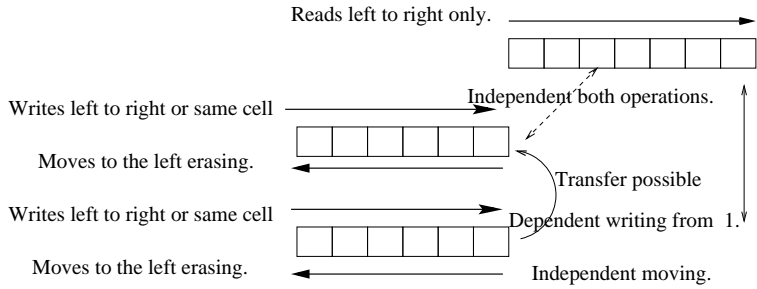 Reads left to right only.
Independent both operations.
Writes left to right or same cell
Moves to the left erasing.
Transfer possible
Writes left to right or same cell
Dependent writing from 1.
Moves to the left erasing.
Independent moving.